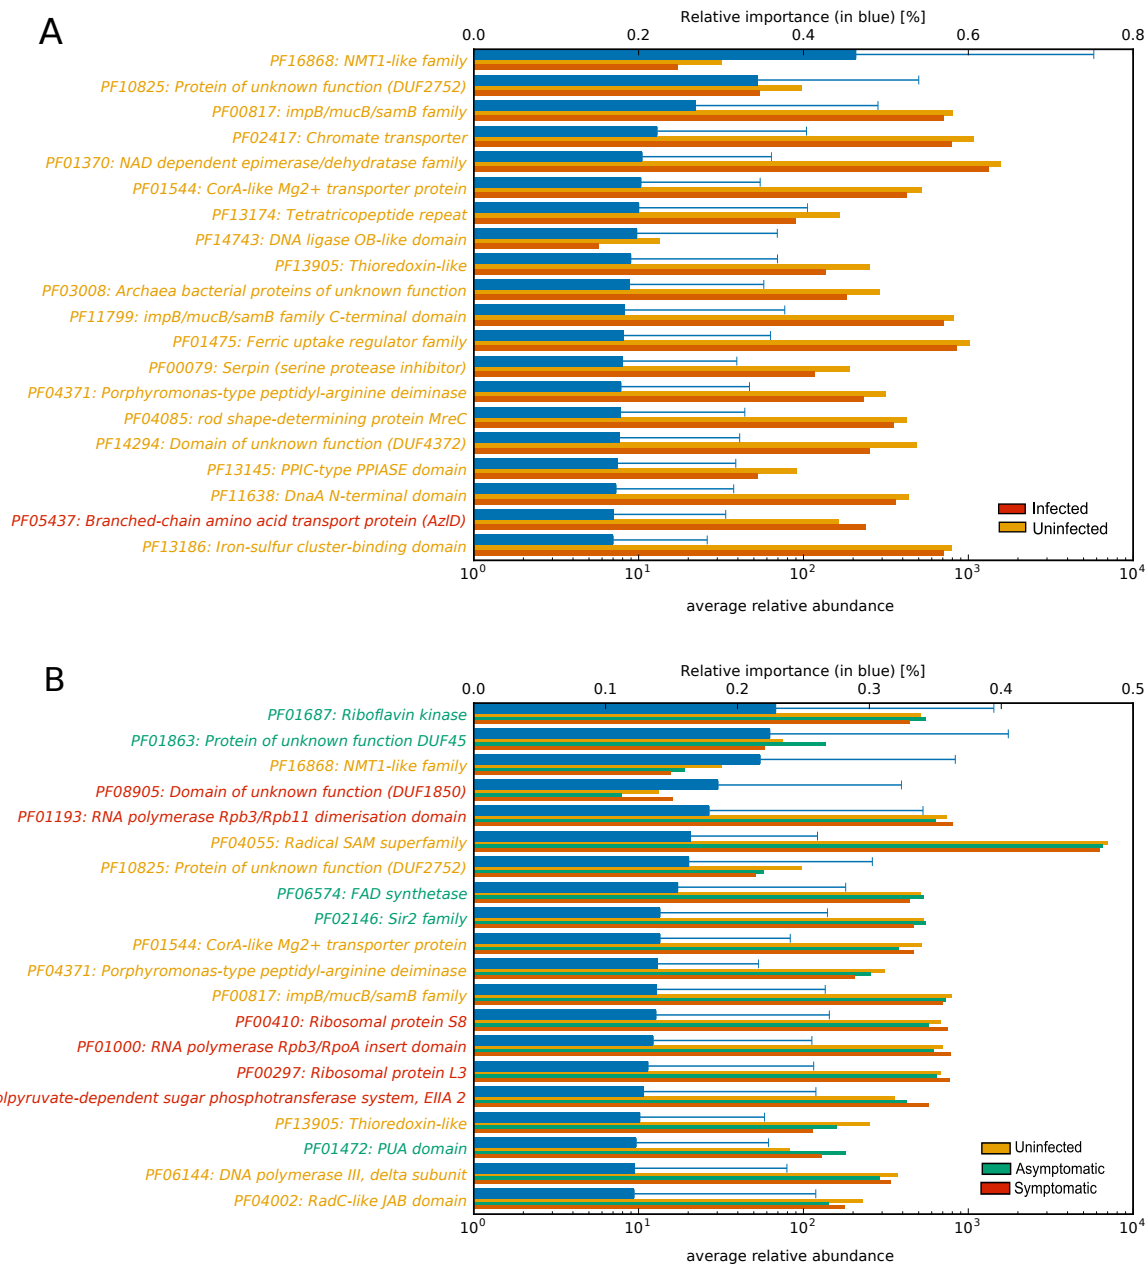 A
Relative importance (in blue) [%]
0.0 0.2 0.4 0.6 0.8
PF16868: NMT1-like family
PF10825: Protein of unknown function (DUF2752)
PF00817: impB/mucB/samB family
PF02417: Chromate transporter
PF01370: NAD dependent epimerase/dehydratase family
PF01544: CorA-like Mg2+ transporter protein
PF13174: Tetratricopeptide repeat
PF14743: DNA ligase OB-like domain
PF13905: Thioredoxin-like
PF03008: Archaea bacterial proteins of unknown function
PF11799: impB/mucB/samB family C-terminal domain
PF01475: Ferric uptake regulator family
PF00079: Serpin (serine protease inhibitor)
PF04371: Porphyromonas-type peptidyl-arginine deiminase
PF04085: rod shape-determining protein MreC
PF14294: Domain of unknown function (DUF4372)
PF13145: PPIC-type PPIASE domain
PF11638: DnaA N-terminal domain
PF05437: Branched-chain amino acid transport protein (AzlD)
PF13186: Iron-sulfur cluster-binding domain
Infected
Uninfected
10^0 10^1 10^2 10^3 10^4
average relative abundance
B
Relative importance (in blue) [%]
0.0 0.1 0.2 0.3 0.4 0.5
PF01687: Riboflavin kinase
PF01863: Protein of unknown function DUF45
PF16868: NMT1-like family
PF08905: Domain of unknown function (DUF1850)
PF01193: RNA polymerase Rpb3/Rpb11 dimerisation domain
PF04055: Radical SAM superfamily
PF10825: Protein of unknown function (DUF2752)
PF06574: FAD synthetase
PF02146: Sir2 family
PF01544: CorA-like Mg2+ transporter protein
PF04371: Porphyromonas-type peptidyl-arginine deiminase
PF00817: impB/mucB/samB family
PF00410: Ribosomal protein S8
PF01000: RNA polymerase Rpb3/RpoA insert domain
PF00297: Ribosomal protein L3
olpyruvate-dependent sugar phosphotransferase system, EIIA 2
PF13905: Thioredoxin-like
PF01472: PUA domain
PF06144: DNA polymerase III, delta subunit
PF04002: RadC-like JAB domain
Uninfected
Asymptomatic
Symptomatic
10^0 10^1 10^2 10^3 10^4
average relative abundance